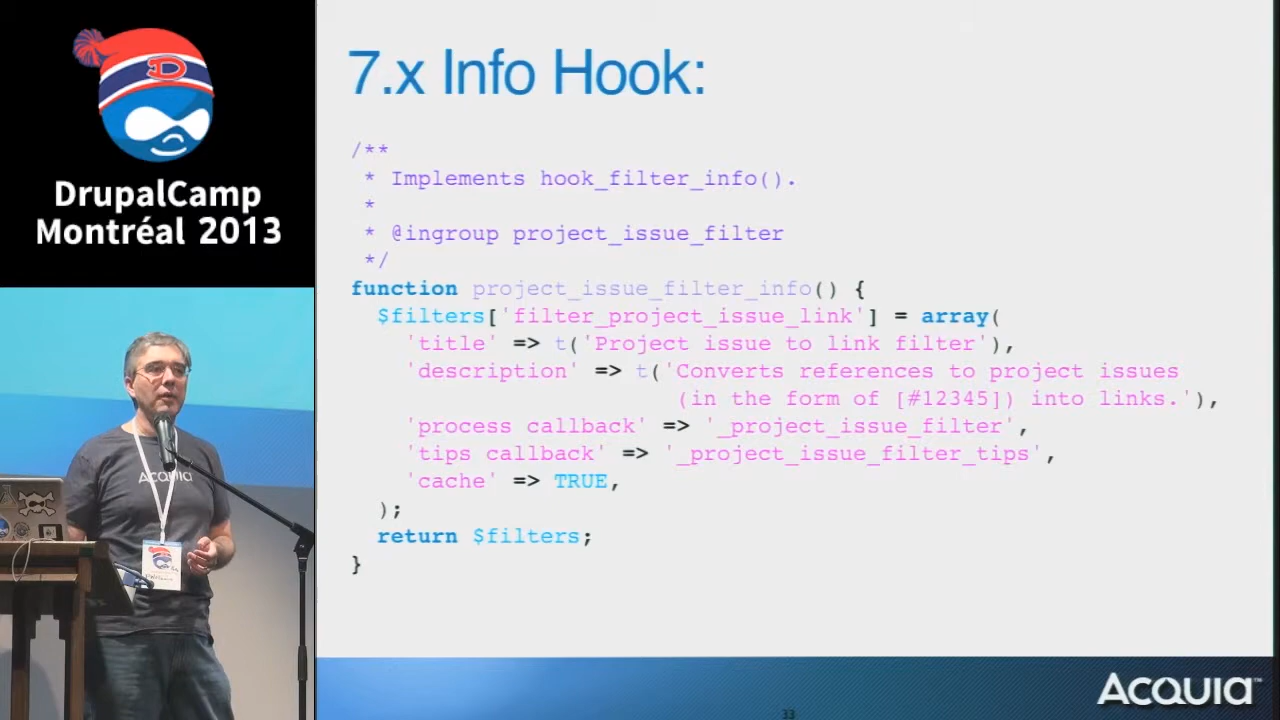 DrupalCamp
Montréal 2013
7.x Info Hook:
/**
 * Implements hook_filter_info().
 *
 * @ingroup project_issue_filter
 */
function project_issue_filter_info() {
  $filters['filter_project_issue_link'] = array(
    'title' => t('Project issue to link filter'),
    'description' => t('Converts references to project issues
                        (in the form of [#12345]) into links.'),
    'process callback' => '_project_issue_filter',
    'tips callback' => '_project_issue_filter_tips',
    'cache' => TRUE,
  );
  return $filters;
}
ACQUIA
33
ACQUIA™